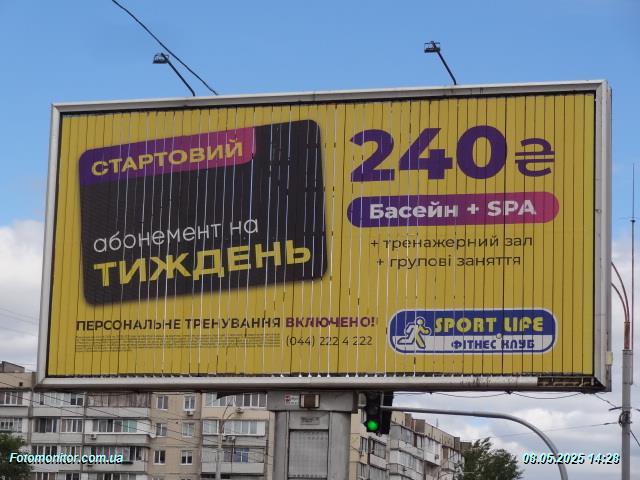 СТАРТОВИЙ
абонемент на
ТИЖДЕНЬ
240₴
Басейн + SPA
+ тренажерний зал
+ групові заняття
ПЕРСОНАЛЬНЕ ТРЕНУВАННЯ ВКЛЮЧЕНО!
(044) 222 4 222
SPORT LIFE
ФІТНЕС КЛУБ
Fotomonitor.com.ua
08.05.2025 14:28